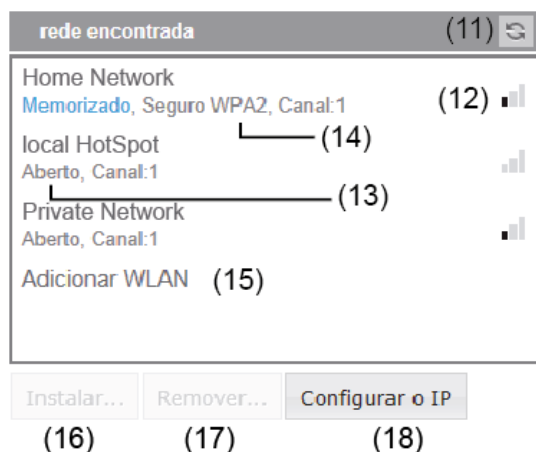 rede encontrada (11)
Home Network
Memorizado, Seguro WPA2, Canal:1 (12)
(14)
local HotSpot
Aberto, Canal:1
(13)
Private Network
Aberto, Canal:1
Adicionar WLAN (15)
Instalar... Remover... Configurar o IP
(16) (17) (18)